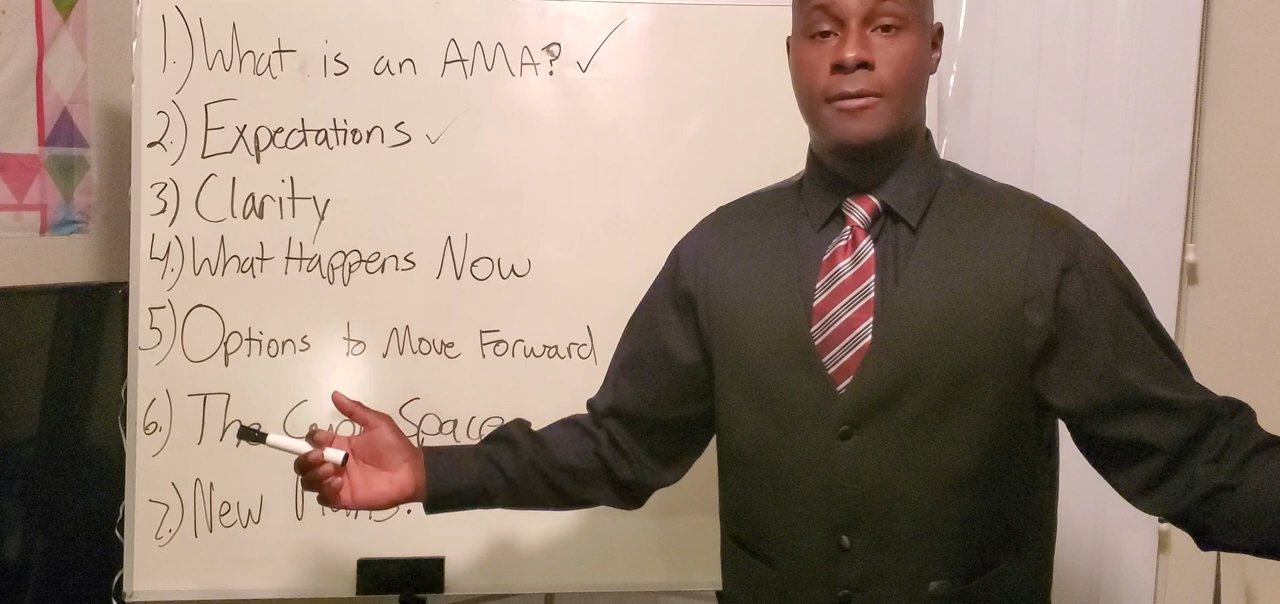 1.) What is an AMA? ✓
2.) Expectations ✓
3) Clarity
4.) What Happens Now
5) Options to Move Forward
6.) The Space
7.) New